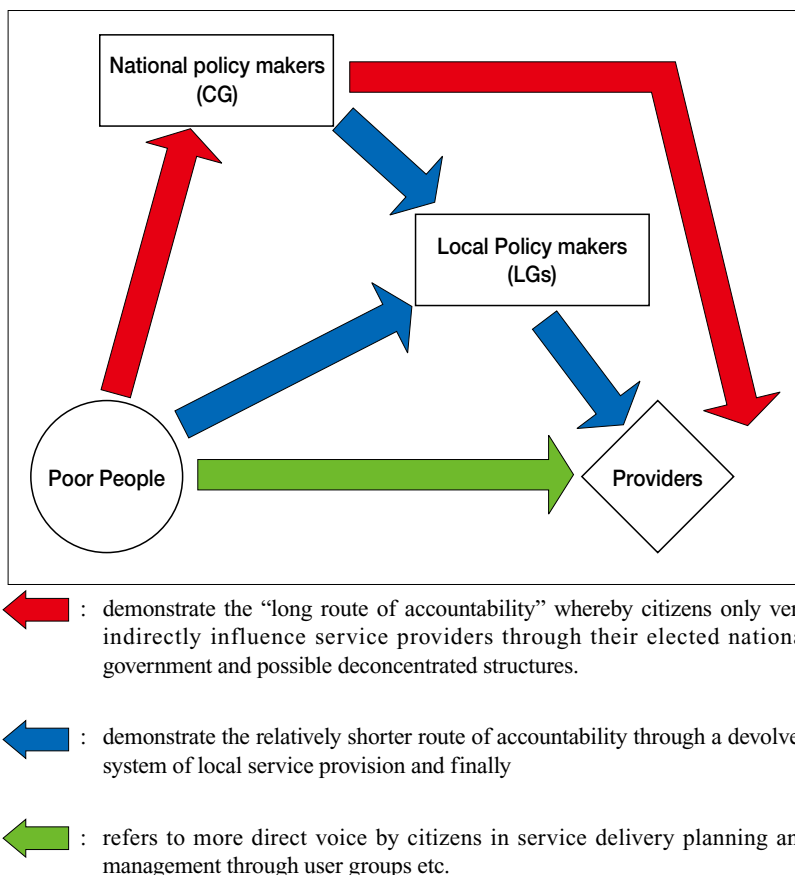 National policy makers
(CG)
Local Policy makers
(LGs)
Poor People
Providers
: demonstrate the “long route of accountability” whereby citizens only ver
indirectly influence service providers through their elected nationa
government and possible deconcentrated structures.
: demonstrate the relatively shorter route of accountability through a devolve
system of local service provision and finally
: refers to more direct voice by citizens in service delivery planning an
management through user groups etc.